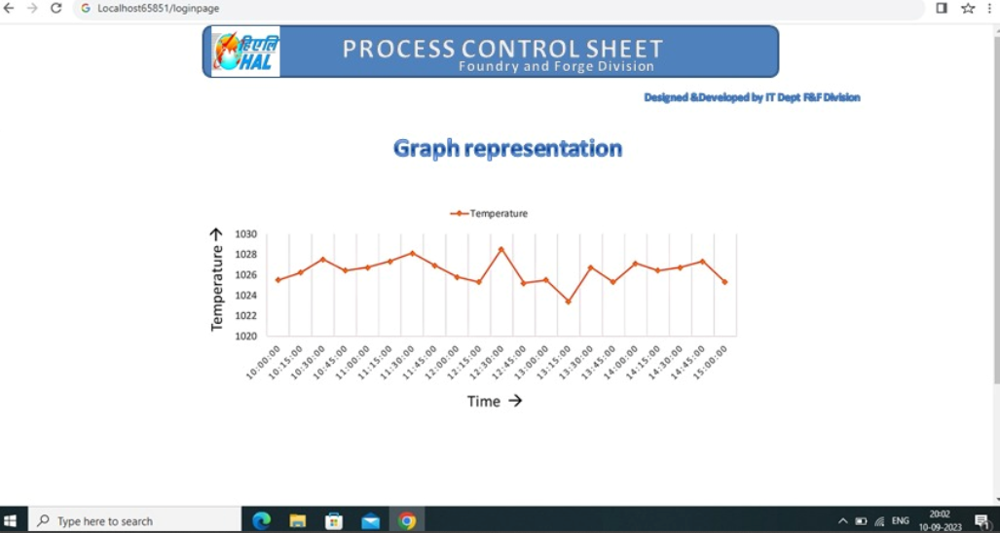 Localhost65851/loginpage
हिएलि
HAL
PROCESS CONTROL SHEET
Foundry and Forge Division
Designed &Developed by IT Dept F&F Division
Graph representation
Temperature
Temperature →
1030
1028
1026
1024
1022
1020
10:00:00
10:15:00
10:30:00
10:45:00
11:00:00
11:15:00
11:30:00
11:45:00
12:00:00
12:15:00
12:30:00
12:45:00
13:00:00
13:15:00
13:30:00
13:45:00
14:00:00
14:15:00
14:30:00
14:45:00
15:00:00
Time →
Type here to search
ENG
20:02
10-09-2023
1